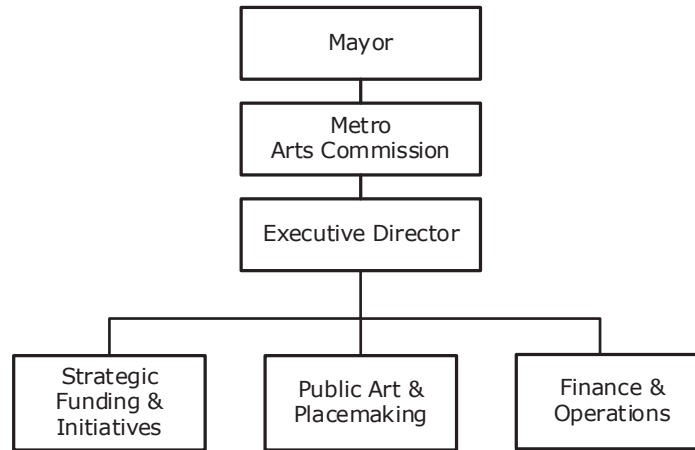 Mayor
Metro
Arts Commission
Executive Director
Strategic
Funding &
Initiatives
Public Art &
Placemaking
Finance &
Operations